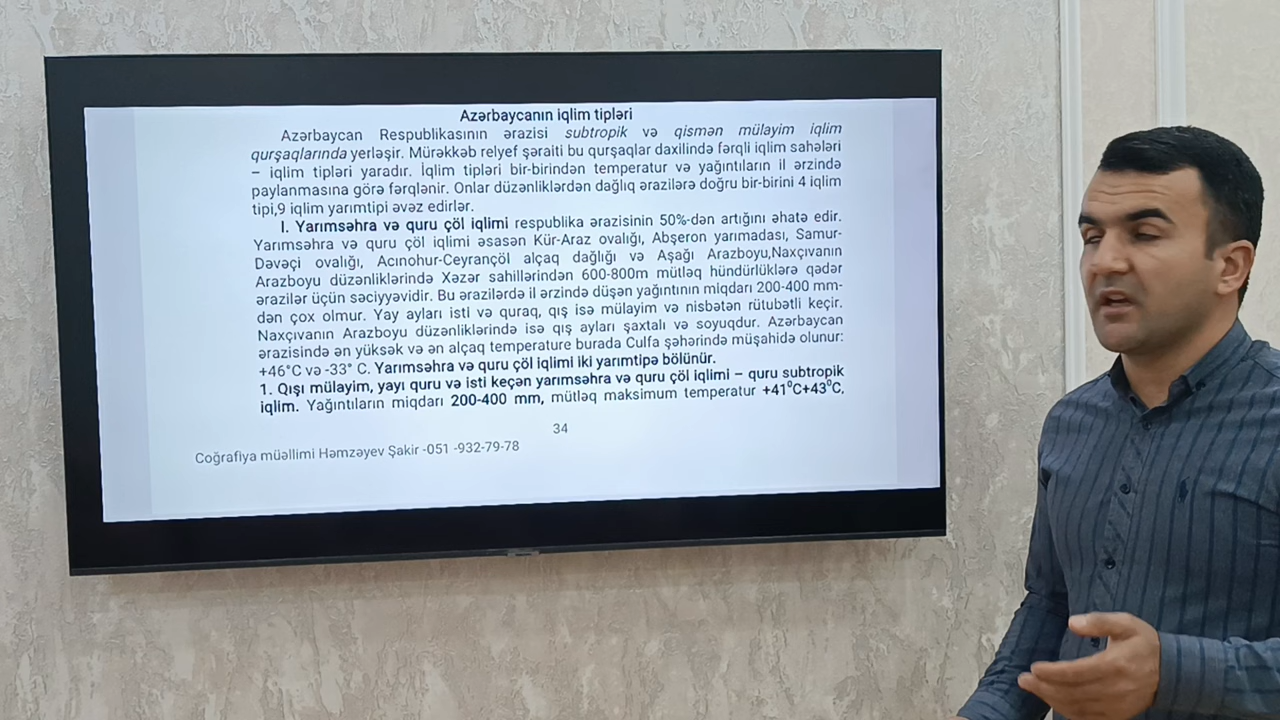 Azərbaycanın iqlim tipləri
Azərbaycan Respublikasının ərazisi subtropik və qismən mülayim iqlim
qurşaqlarında yerləşir. Mürəkkəb relyef şəraiti bu qurşaqlar daxilində fərqli iqlim sahələri
– iqlim tipləri yaradır. İqlim tipləri bir-birindən temperatur və yağıntıların il ərzində
paylanmasına görə fərqlənir. Onlar düzənliklərdən dağlıq ərazilərə doğru bir-birini 4 iqlim
tipi,9 iqlim yarımtipi əvəz edirlər.
I. Yarımsəhra və quru çöl iqlimi respublika ərazisinin 50%-dən artığını əhatə edir.
Yarımsəhra və quru çöl iqlimi əsasən Kür-Araz ovalığı, Abşeron yarımadası, Samur-
Dəvəçi ovalığı, Acınohur-Ceyrançöl alçaq dağlığı və Aşağı Arazboyu,Naxçıvanın
Arazboyu düzənliklərində Xəzər sahillərindən 600-800m mütləq hündürlüklərə qədər
ərazilər üçün səciyyəvidir. Bu ərazilərdə il ərzində düşən yağıntının miqdarı 200-400 mm-
dən çox olmur. Yay ayları isti və quraq, qış isə mülayim və nisbətən rütubətli keçir.
Naxçıvanın Arazboyu düzənliklərində isə qış ayları şaxtalı və soyuqdur. Azərbaycan
ərazisində ən yüksək və ən alçaq temperature burada Culfa şəhərində müşahidə olunur:
+46°C və -33° C. Yarımsəhra və quru çöl iqlimi iki yarımtipə bölünür.
1. Qışı mülayim, yayı quru və isti keçən yarımsəhra və quru çöl iqlimi – quru subtropik
iqlim. Yağıntıların miqdarı 200-400 mm, mütləq maksimum temperatur +41⁰C+43⁰C,
34
Coğrafiya müəllimi Həmzəyev Şakir -051 -932-79-78